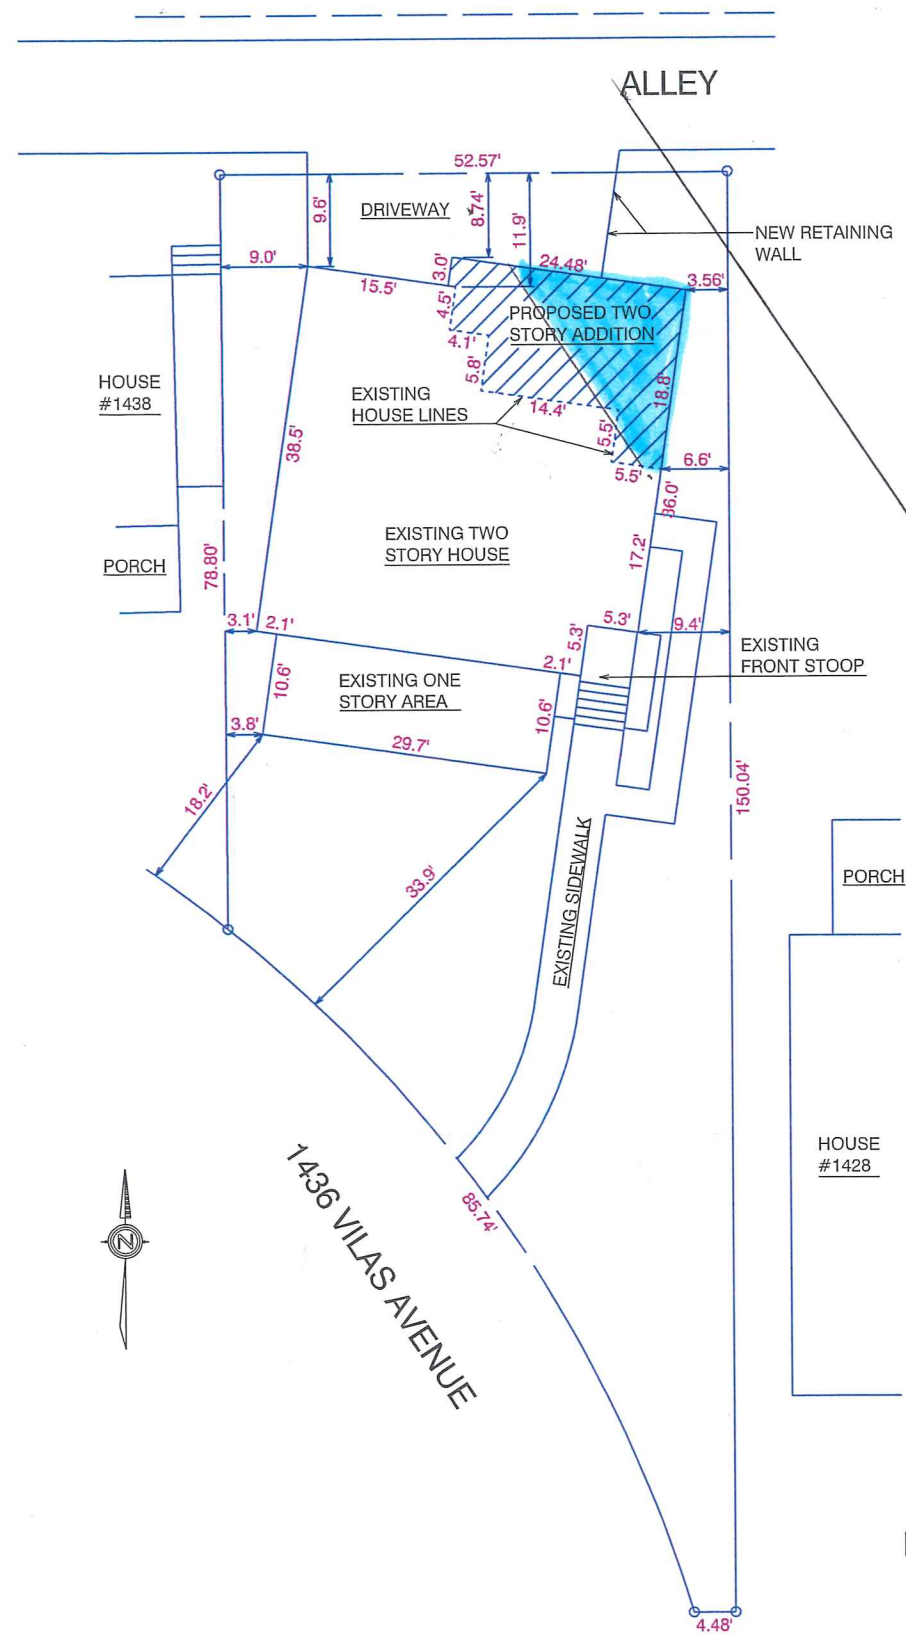 ALLEY
52.57'
9.6'
DRIVEWAY
8.74'
11.9'
NEW RETAINING
WALL
9.0'
3.0'
24.48'
3.56'
15.5'
4.5'
PROPOSED TWO
STORY ADDITION
4.1'
5.8'
18.8'
HOUSE
#1438
EXISTING
HOUSE LINES
14.4'
38.5'
5.5'
5.5'
6.6'
36.0'
EXISTING TWO
STORY HOUSE
17.2'
PORCH
78.80'
3.1'
2.1'
5.3'
5.3'
9.4'
EXISTING
FRONT STOOP
10.6'
EXISTING ONE
STORY AREA
2.1'
10.6'
3.8'
29.7'
150.04'
18.2'
33.9'
EXISTING SIDEWALK
PORCH
HOUSE
#1428
1436 VILAS AVENUE
85.74'
N
4.48'